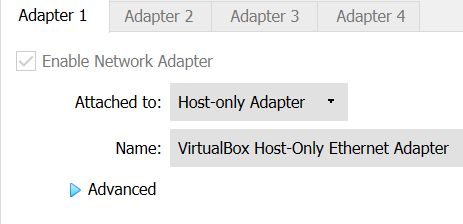 Adapter 1 Adapter 2 Adapter 3 Adapter 4
Enable Network Adapter
Attached to: Host-only Adapter
Name: VirtualBox Host-Only Ethernet Adapter
Advanced